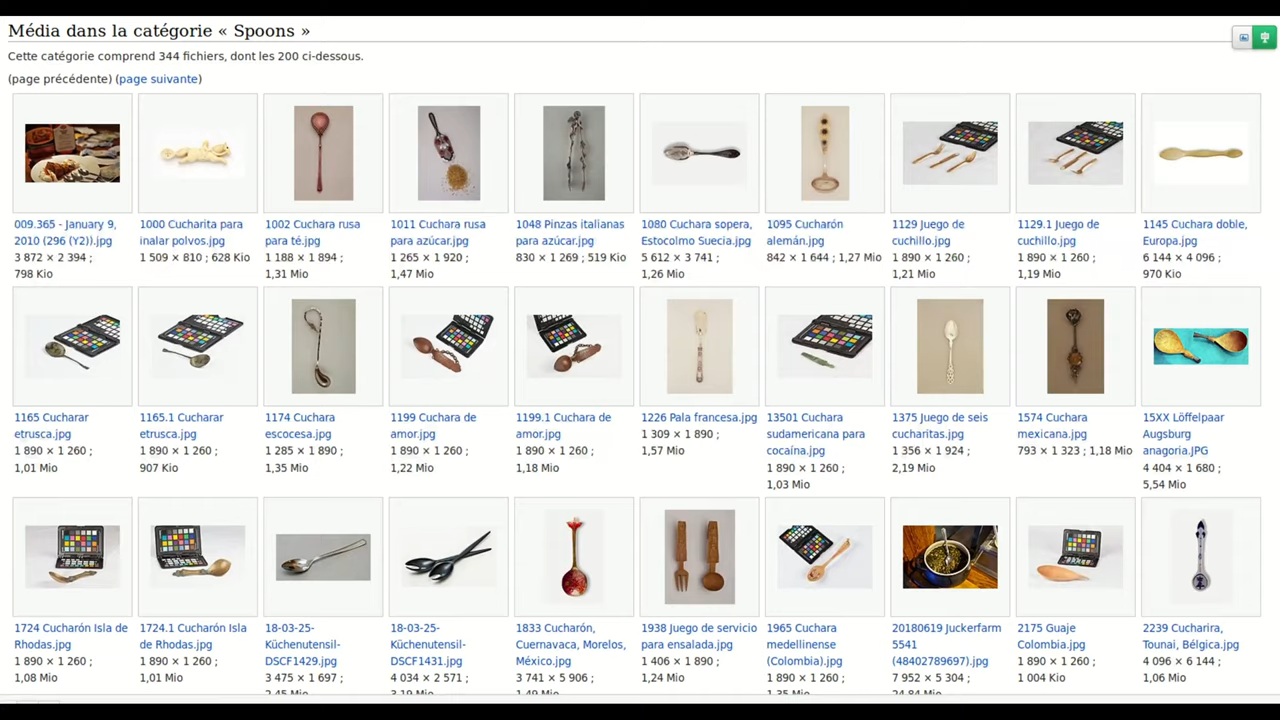 Média dans la catégorie « Spoons »
Cette catégorie comprend 344 fichiers, dont les 200 ci-dessous.
(page précédente) (page suivante)
009.365 - January 9,
2010 (296 (Y2)).jpg
3 872 × 2 394 ;
798 Kio
1000 Cucharita para
inalar polvos.jpg
1 509 × 810 ; 628 Kio
1002 Cuchara rusa
para té.jpg
1 188 × 1 894 ;
1,31 Mio
1011 Cuchara rusa
para azúcar.jpg
1 265 × 1 920 ;
1,47 Mio
1048 Pinzas italianas
para azúcar.jpg
830 × 1 269 ; 519 Kio
1080 Cuchara sopera,
Estocolmo Suecia.jpg
5 612 × 3 741 ;
1,26 Mio
1095 Cucharón
alemán.jpg
842 × 1 644 ; 1,27 Mio
1129 Juego de
cuchillo.jpg
1 890 × 1 260 ;
1,21 Mio
1129.1 Juego de
cuchillo.jpg
1 890 × 1 260 ;
1,19 Mio
1145 Cuchara doble,
Europa.jpg
6 144 × 4 096 ;
970 Kio
1165 Cucharar
etrusca.jpg
1 890 × 1 260 ;
1,01 Mio
1165.1 Cucharar
etrusca.jpg
1 890 × 1 260 ;
907 Kio
1174 Cuchara
escocesa.jpg
1 285 × 1 890 ;
1,35 Mio
1199 Cuchara de
amor.jpg
1 890 × 1 260 ;
1,22 Mio
1199.1 Cuchara de
amor.jpg
1 890 × 1 260 ;
1,18 Mio
1226 Pala francesa.jpg
1 309 × 1 890 ;
1,57 Mio
13501 Cuchara
sudamericana para
cocaína.jpg
1 890 × 1 260 ;
1,03 Mio
1375 Juego de seis
cucharitas.jpg
1 356 × 1 924 ;
2,19 Mio
1574 Cuchara
mexicana.jpg
793 × 1 323 ; 1,18 Mio
15XX Löffelpaar
Augsburg
anagoria.JPG
4 404 × 1 680 ;
5,54 Mio
1724 Cucharón Isla de
Rhodas.jpg
1 890 × 1 260 ;
1,08 Mio
1724.1 Cucharón Isla
de Rhodas.jpg
1 890 × 1 260 ;
1,01 Mio
18-03-25-
Küchenutensil-
DSCF1429.jpg
3 475 × 1 697 ;
2,45 Mio
18-03-25-
Küchenutensil-
DSCF1431.jpg
4 034 × 2 571 ;
3,19 Mio
1833 Cucharón,
Cuernavaca, Morelos,
México.jpg
3 741 × 5 906 ;
1,49 Mio
1938 Juego de servicio
para ensalada.jpg
1 406 × 1 890 ;
1,24 Mio
1965 Cuchara
medellinense
(Colombia).jpg
1 890 × 1 260 ;
1,35 Mio
20180619 Juckerfarm
5541
(48402789697).jpg
7 952 × 5 304 ;
24,84 Mio
2175 Guaje
Colombia.jpg
1 890 × 1 260 ;
1 004 Kio
2239 Cucharira,
Tounai, Bélgica.jpg
4 096 × 6 144 ;
1,06 Mio